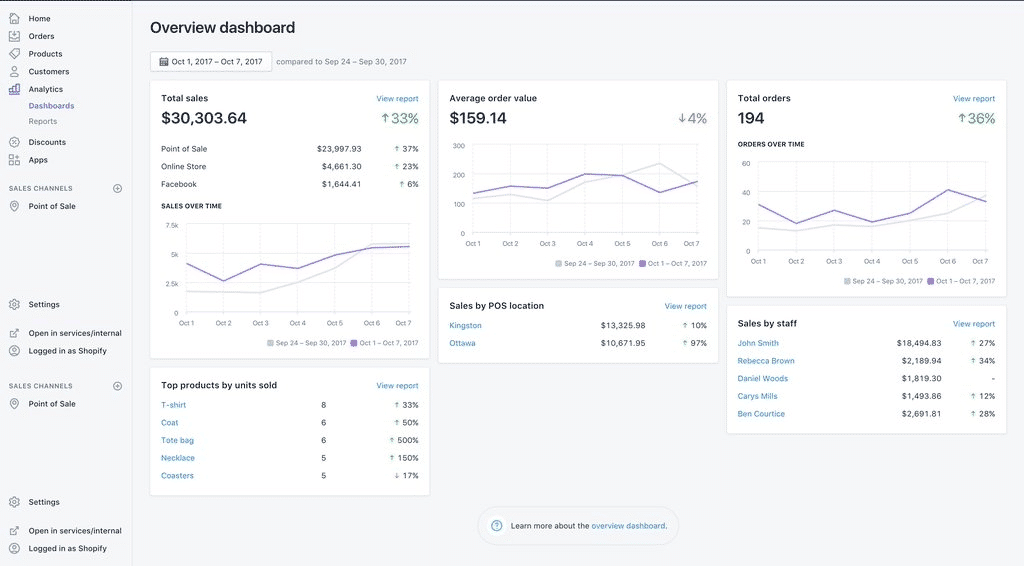 Home
Orders
Products
Customers
Analytics
Dashboards
Reports
Discounts
Apps
SALES CHANNELS
Point of Sale
Settings
Open in services/internal
Logged in as Shopify
SALES CHANNELS
Point of Sale
Settings
Open in services/internal
Logged in as Shopify
Overview dashboard
Oct 1, 2017 – Oct 7, 2017 compared to Sep 24 – Sep 30, 2017
Total sales View report
$30,303.64 ↑33%
Point of Sale $23,997.93 ↑ 37%
Online Store $4,661.30 ↑ 23%
Facebook $1,644.41 ↑ 6%
SALES OVER TIME
7.5k
5k
2.5k
0
Oct 1 Oct 2 Oct 3 Oct 4 Oct 5 Oct 6 Oct 7
Sep 24 – Sep 30, 2017 Oct 1 – Oct 7, 2017
Top products by units sold View report
T-shirt 8 ↑ 33%
Coat 6 ↑ 50%
Tote bag 6 ↑ 500%
Necklace 5 ↑ 150%
Coasters 5 ↓ 17%
Average order value
$159.14 ↓4%
300
200
100
0
Oct 1 Oct 2 Oct 3 Oct 4 Oct 5 Oct 6 Oct 7
Sep 24 – Sep 30, 2017 Oct 1 – Oct 7, 2017
Sales by POS location View report
Kingston $13,325.98 ↑ 10%
Ottawa $10,671.95 ↑ 97%
Total orders View report
194 ↑36%
ORDERS OVER TIME
60
40
20
0
Oct 1 Oct 2 Oct 3 Oct 4 Oct 5 Oct 6 Oct 7
Sep 24 – Sep 30, 2017 Oct 1 – Oct 7, 2017
Sales by staff View report
John Smith $18,494.83 ↑ 27%
Rebecca Brown $2,189.94 ↑ 34%
Daniel Woods $1,819.30 -
Carys Mills $1,493.86 ↑ 12%
Ben Courtice $2,691.81 ↑ 28%
Learn more about the overview dashboard.